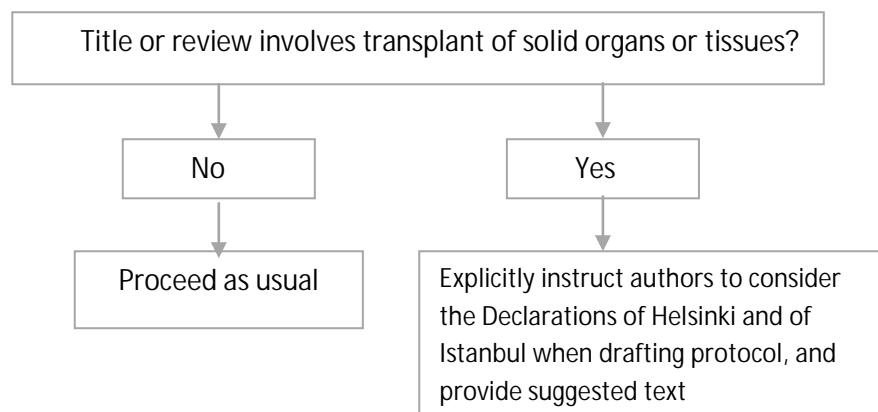 Title or review involves transplant of solid organs or tissues?
No
Yes
Proceed as usual
Explicitly instruct authors to consider
the Declarations of Helsinki and of
Istanbul when drafting protocol, and
provide suggested text